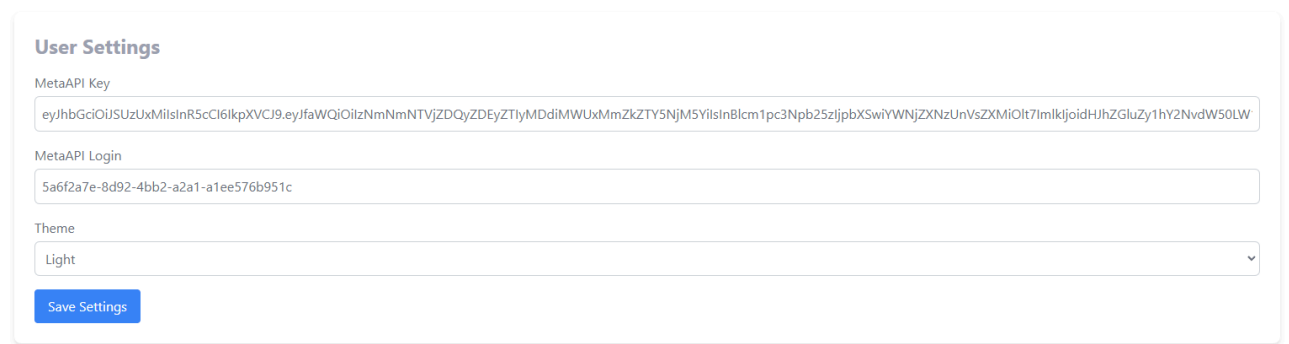 User Settings
MetaAPI Key
eyJhbGciOiJSUzUxMiIsInR5cCI6IkpXVCJ9.eyJfaWQiOiIzNmNmNTVjZDQyZDEyZTIyMDdiMWUxMmZkZTY5NjM5YiIsInBlcm1pc3Npb25zIjpbXSwiYWNjZXNzUnVsZXMiOlt7ImlkIjoidHJhZGluZy1hY2NvdW50LW
MetaAPI Login
5a6f2a7e-8d92-4bb2-a2a1-a1ee576b951c
Theme
Light
Save Settings